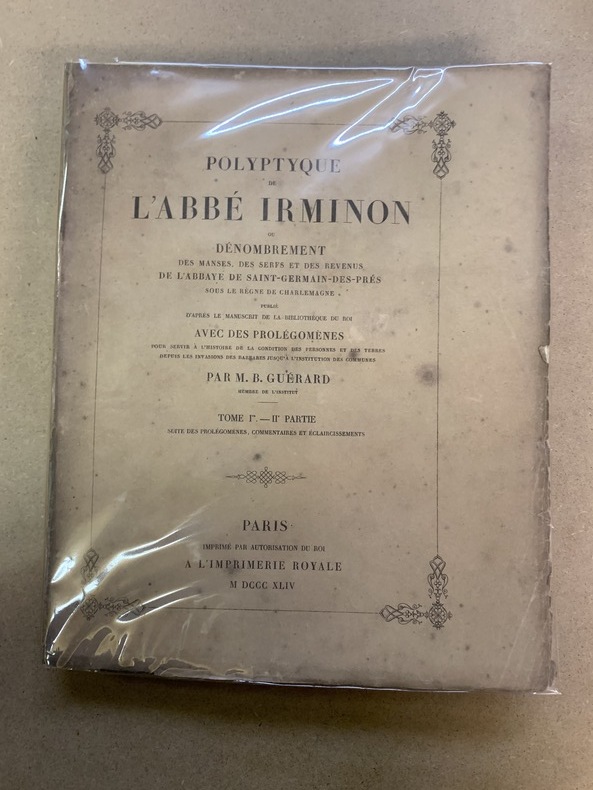 POLYPTYQUE
DE
L'ABBÉ IRMINON
OU
DÉNOMBREMENT
DES MANSES, DES SERFS ET DES REVENUS
DE L'ABBAYE DE SAINT-GERMAIN-DES-PRÉS
SOUS LE RÈGNE DE CHARLEMAGNE
PUBLIÉ
D'APRÈS LE MANUSCRIT DE LA BIBLIOTHÈQUE DU ROI
AVEC DES PROLÉGOMÈNES
POUR SERVIR À L'HISTOIRE DE LA CONDITION DES PERSONNES ET DES TERRES
DEPUIS LES INVASIONS DES BARBARES JUSQU'À L'INSTITUTION DES COMMUNES
PAR M. B. GUÉRARD
MEMBRE DE L'INSTITUT
TOME Iᵉʳ. — IIᵉ PARTIE
SUITE DES PROLÉGOMÈNES, COMMENTAIRES ET ÉCLAIRCISSEMENTS
PARIS
IMPRIMÉ PAR AUTORISATION DU ROI
A L'IMPRIMERIE ROYALE
M DCCC XLIV